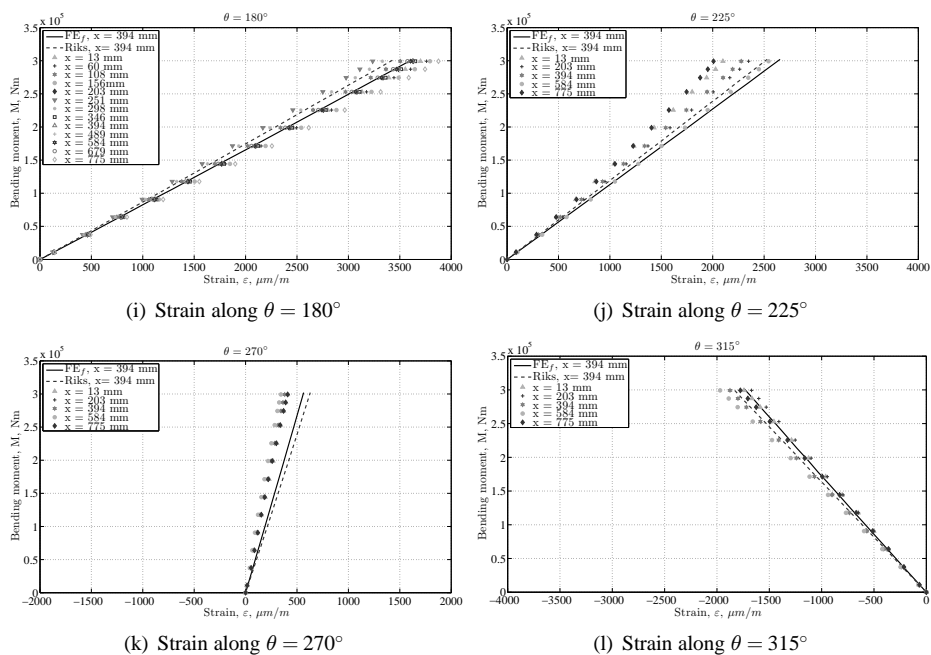 x 10⁵
θ = 180°
Bending moment, M, Nm
3.5
3
2.5
2
1.5
1
0.5
0
FE_f, x = 394 mm
Riks, x= 394 mm
x = 13 mm
x = 60 mm
x = 108 mm
x = 156mm
x = 203 mm
x = 251 mm
x = 298 mm
x = 346 mm
x = 394 mm
x = 489 mm
x = 584 mm
x = 679 mm
x = 775 mm
0 500 1000 1500 2000 2500 3000 3500 4000
Strain, ε, μm/m
(i) Strain along θ = 180°
x 10⁵
θ = 225°
Bending moment, M, Nm
3.5
3
2.5
2
1.5
1
0.5
0
FE_f, x = 394 mm
Riks, x= 394 mm
x = 13 mm
x = 203 mm
x = 394 mm
x = 584 mm
x = 775 mm
0 500 1000 1500 2000 2500 3000 3500 4000
Strain, ε, μm/m
(j) Strain along θ = 225°
x 10⁵
θ = 270°
Bending moment, M, Nm
3.5
3
2.5
2
1.5
1
0.5
0
FE_f, x = 394 mm
Riks, x= 394 mm
x = 13 mm
x = 203 mm
x = 394 mm
x = 584 mm
x = 775 mm
−2000 −1500 −1000 −500 0 500 1000 1500 2000
Strain, ε, μm/m
(k) Strain along θ = 270°
x 10⁵
θ = 315°
Bending moment, M, Nm
3.5
3
2.5
2
1.5
1
0.5
0
FE_f, x = 394 mm
Riks, x= 394 mm
x = 13 mm
x = 203 mm
x = 394 mm
x = 584 mm
x = 775 mm
−4000 −3500 −3000 −2500 −2000 −1500 −1000 −500 0
Strain, ε, μm/m
(l) Strain along θ = 315°